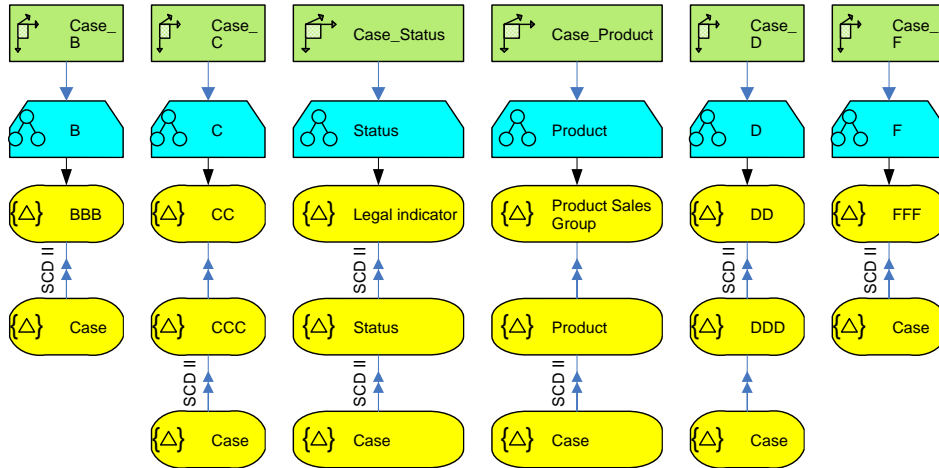 Case_
B
Case_
C
Case_Status
Case_Product
Case_
D
Case_
F
B
C
Status
Product
D
F
BBB
CC
Legal indicator
Product Sales
Group
DD
FFF
SCD II
SCD II
SCD II
SCD II
Case
CCC
Status
Product
DDD
Case
SCD II
SCD II
SCD II
Case
Case
Case
Case